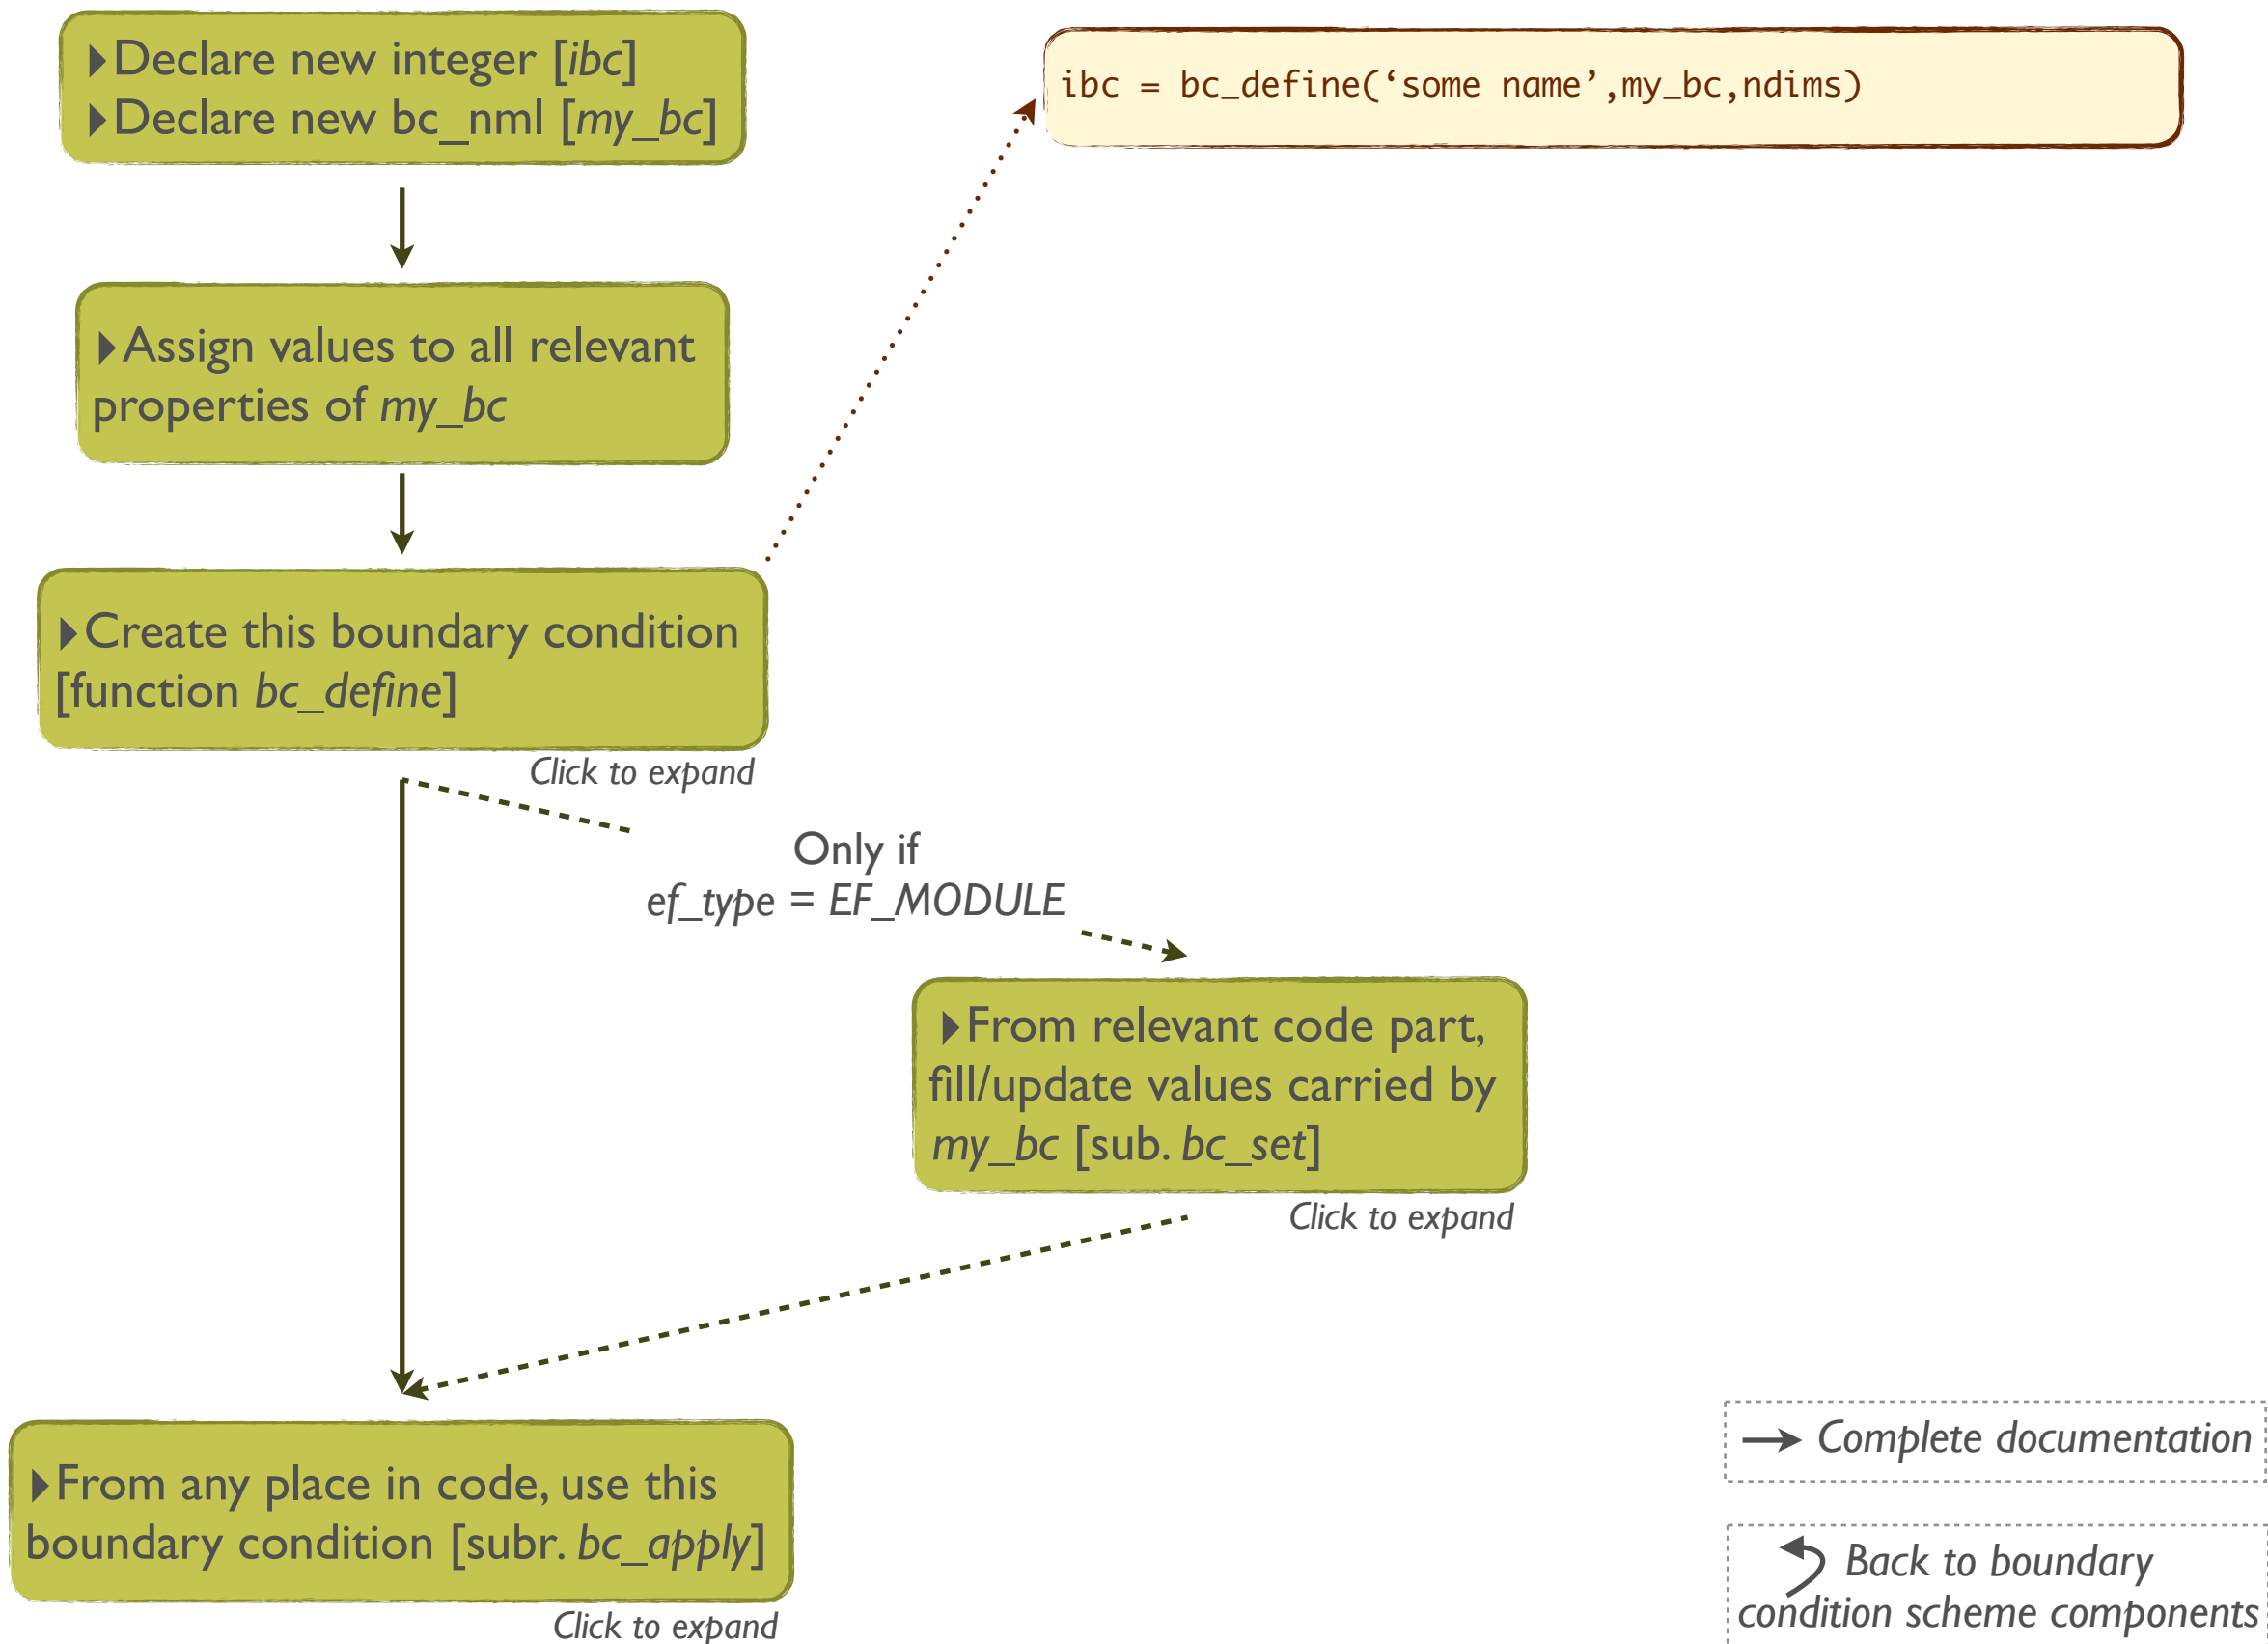 ▸Declare new integer [ibc]
▸Declare new bc_nml [my_bc]
ibc = bc_define(‘some name’,my_bc,ndims)
▸Assign values to all relevant
properties of my_bc
▸Create this boundary condition
[function bc_define]
Click to expand
Only if
ef_type = EF_MODULE
▸From relevant code part,
fill/update values carried by
my_bc [sub. bc_set]
Click to expand
▸From any place in code, use this
boundary condition [subr. bc_apply]
Click to expand
Complete documentation
Back to boundary
condition scheme components